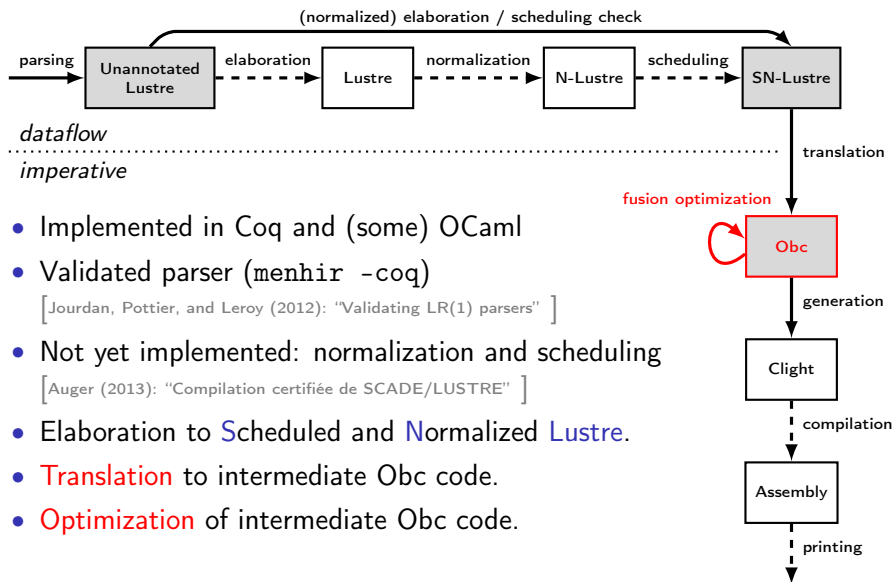 (normalized) elaboration / scheduling check
parsing
Unannotated
Lustre
elaboration
Lustre
normalization
N-Lustre
scheduling
SN-Lustre
dataflow
imperative
translation
fusion optimization
Obc
generation
Clight
compilation
Assembly
printing
• Implemented in Coq and (some) OCaml
• Validated parser (menhir -coq)
[Jourdan, Pottier, and Leroy (2012): “Validating LR(1) parsers” ]
• Not yet implemented: normalization and scheduling
[Auger (2013): “Compilation certifiée de SCADE/LUSTRE” ]
• Elaboration to Scheduled and Normalized Lustre.
• Translation to intermediate Obc code.
• Optimization of intermediate Obc code.